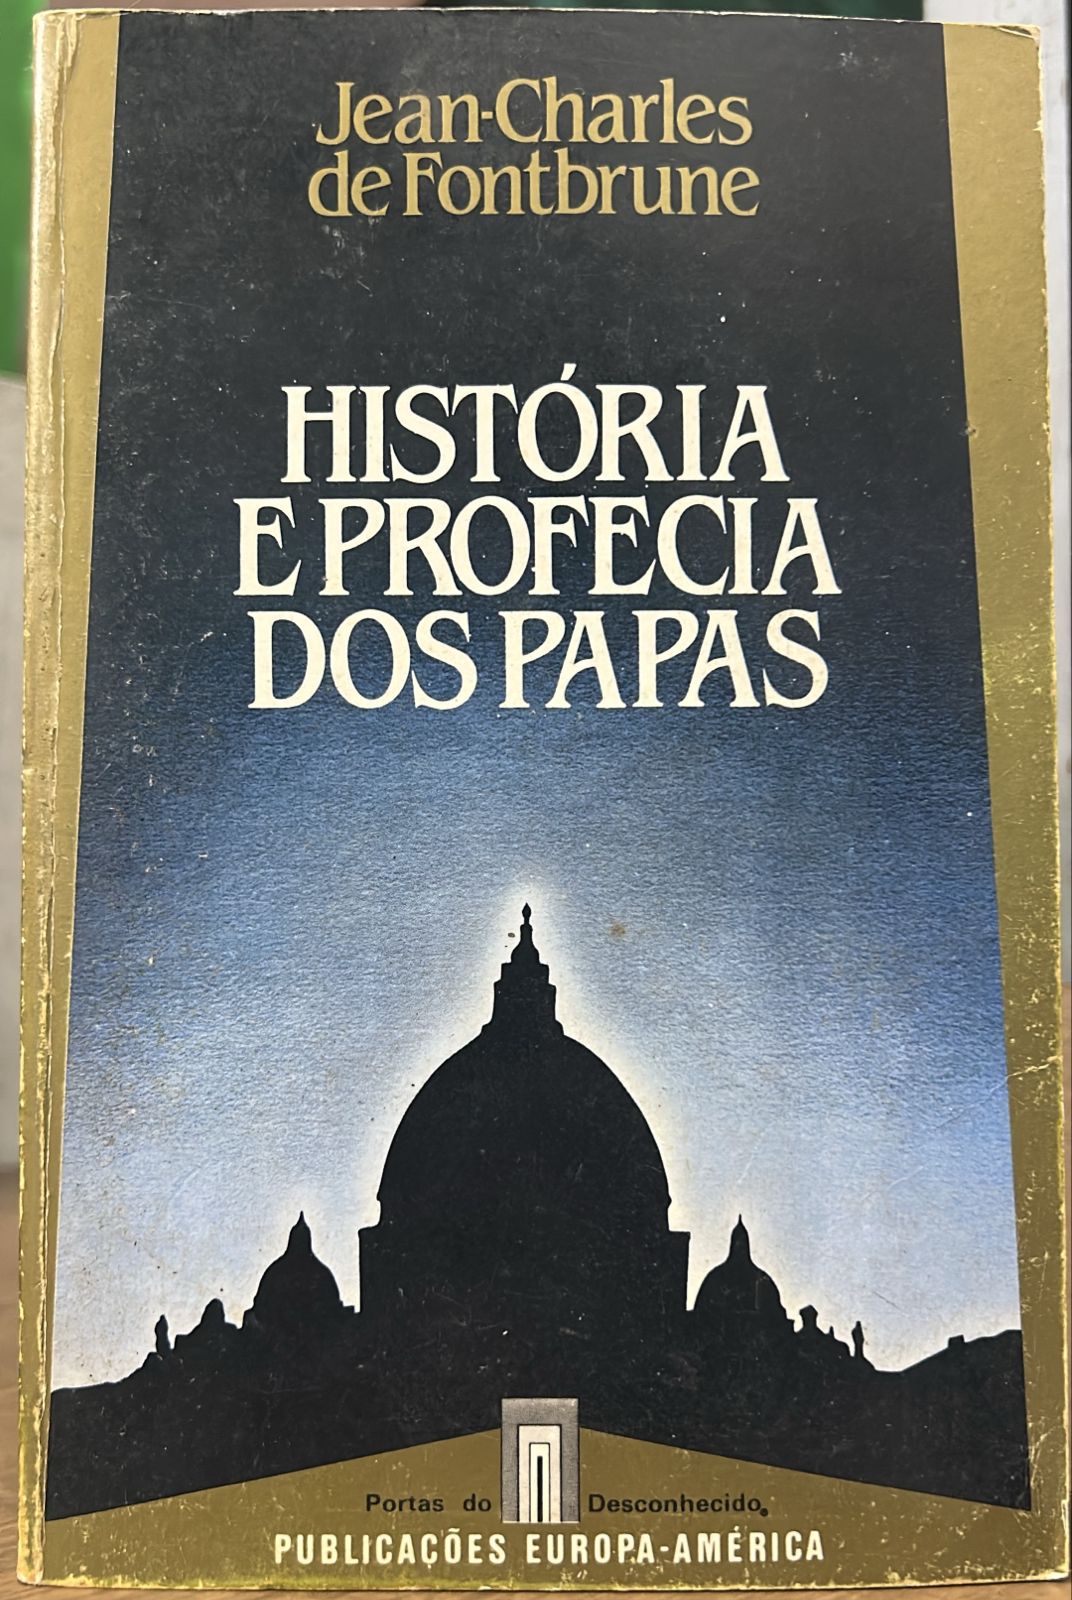 Jean-Charles
de Fontbrune
HISTÓRIA
E PROFECIA
DOS PAPAS
Portas do Desconhecido
PUBLICAÇÕES EUROPA-AMÉRICA